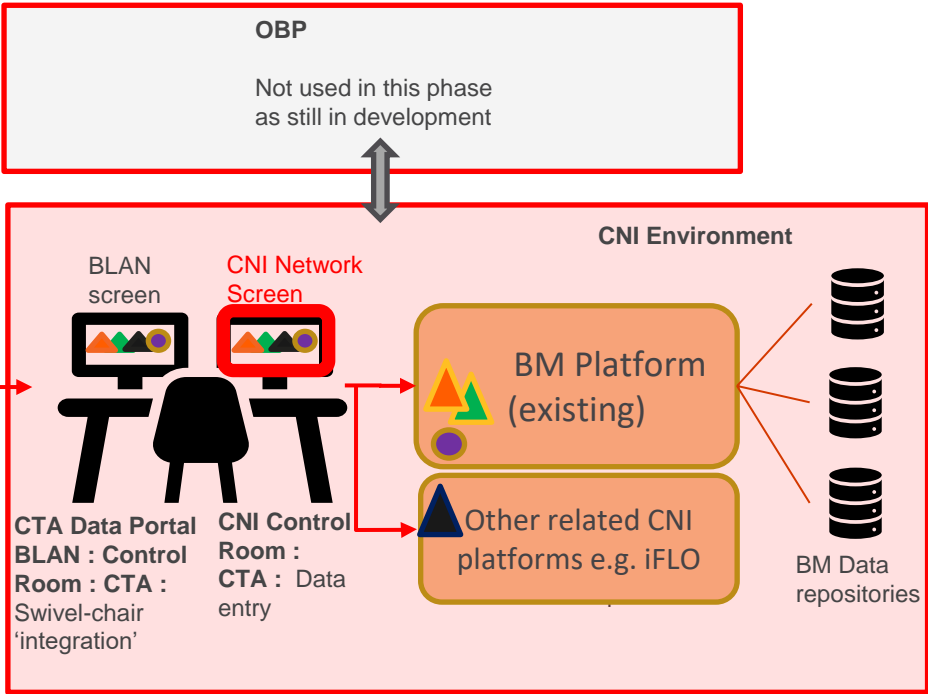 OBP
Not used in this phase
as still in development
CNI Environment
BLAN
screen
CNI Network
Screen
BM Platform
(existing)
Other related CNI
platforms e.g. iFLO
CTA Data Portal
BLAN : Control
Room : CTA :
Swivel-chair
‘integration’
CNI Control
Room :
CTA : Data
entry
BM Data
repositories